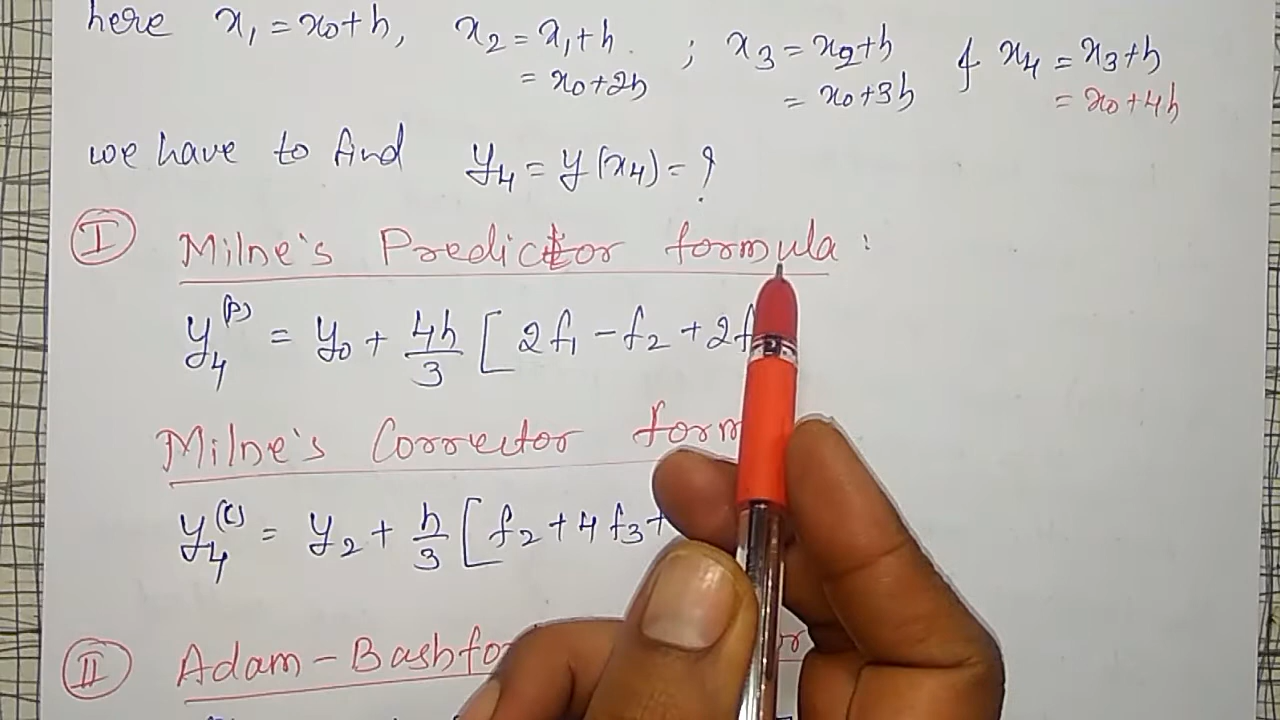 here x₁ = x₀+h, x₂ = x₁+h ; x₃ = x₂+h & x₄ = x₃+h
= x₀+2h = x₀+3h = x₀+4h
we have to find y₄ = y(x₄) = ?
I Milne's Predictor formula :
y₄⁽ᵖ⁾ = y₀ + 4h/3 [ 2f₁ - f₂ + 2f
Milne's Corrector form
y₄⁽ᶜ⁾ = y₂ + h/3 [ f₂ + 4f₃ +
II Adam-Bashfo or